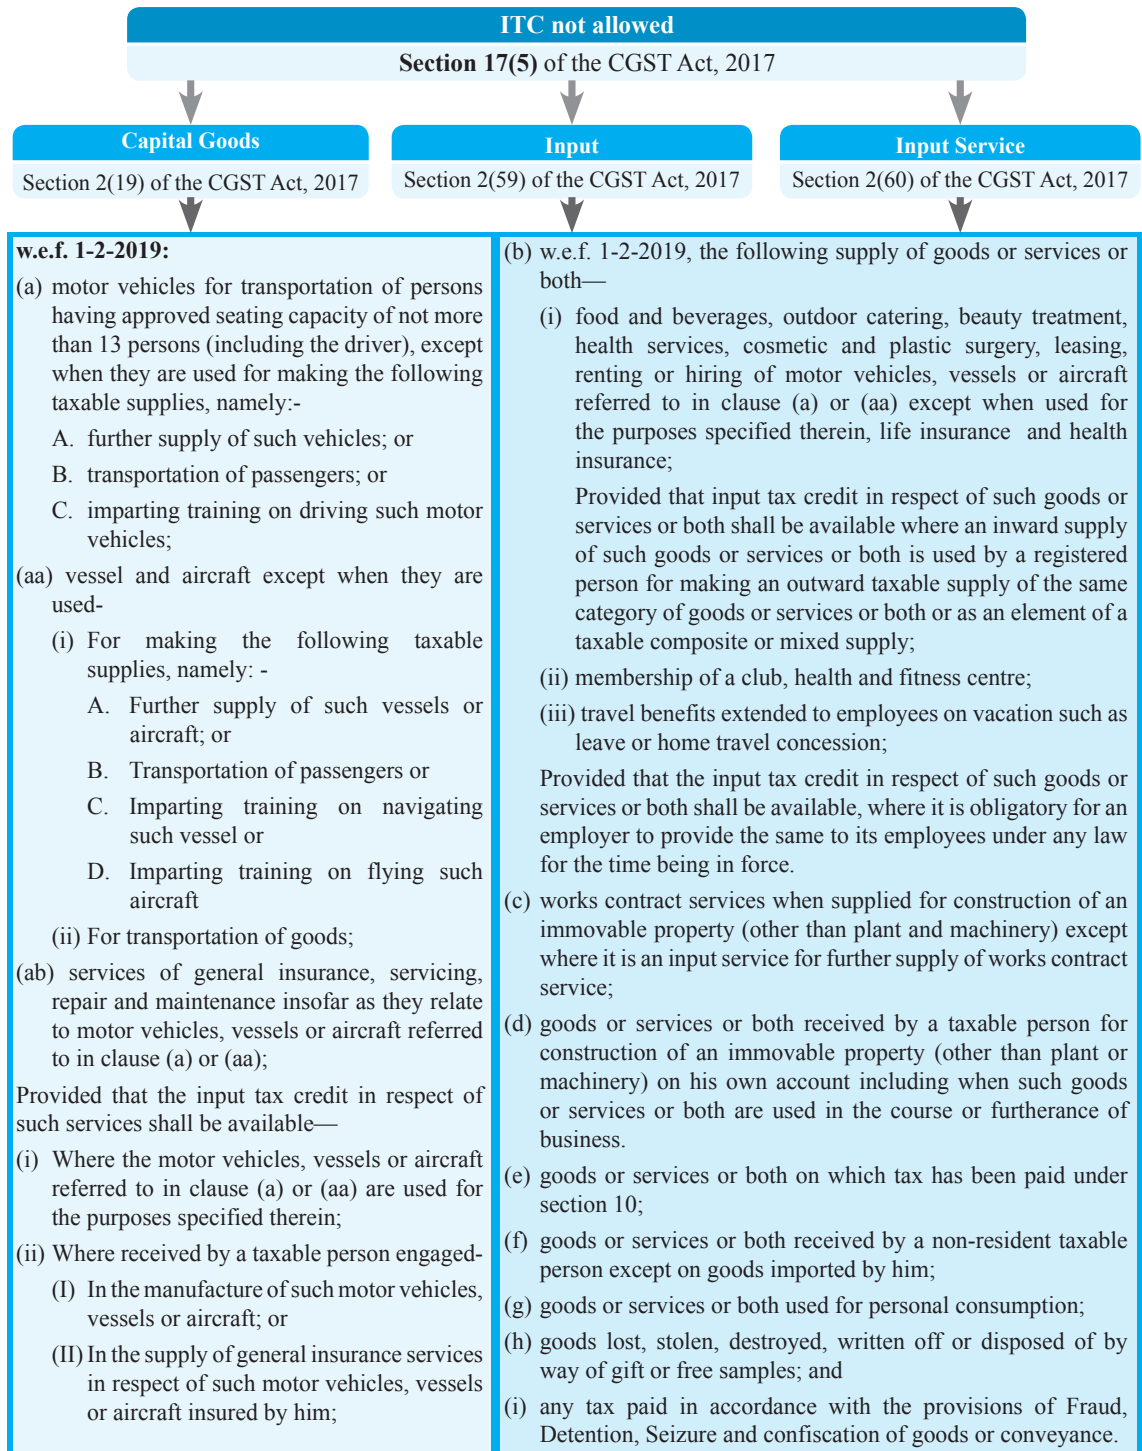 ITC not allowed
Section 17(5) of the CGST Act, 2017
Capital Goods
Section 2(19) of the CGST Act, 2017
Input
Section 2(59) of the CGST Act, 2017
Input Service
Section 2(60) of the CGST Act, 2017
w.e.f. 1-2-2019:
(a) motor vehicles for transportation of persons
having approved seating capacity of not more
than 13 persons (including the driver), except
when they are used for making the following
taxable supplies, namely:-
A. further supply of such vehicles; or
B. transportation of passengers; or
C. imparting training on driving such motor
vehicles;
(aa) vessel and aircraft except when they are
used-
(i) For making the following taxable
supplies, namely: -
A. Further supply of such vessels or
aircraft; or
B. Transportation of passengers or
C. Imparting training on navigating
such vessel or
D. Imparting training on flying such
aircraft
(ii) For transportation of goods;
(ab) services of general insurance, servicing,
repair and maintenance insofar as they relate
to motor vehicles, vessels or aircraft referred
to in clause (a) or (aa);
Provided that the input tax credit in respect of
such services shall be available—
(i) Where the motor vehicles, vessels or aircraft
referred to in clause (a) or (aa) are used for
the purposes specified therein;
(ii) Where received by a taxable person engaged-
(I) In the manufacture of such motor vehicles,
vessels or aircraft; or
(II) In the supply of general insurance services
in respect of such motor vehicles, vessels
or aircraft insured by him;
(b) w.e.f. 1-2-2019, the following supply of goods or services or
both—
(i) food and beverages, outdoor catering, beauty treatment,
health services, cosmetic and plastic surgery, leasing,
renting or hiring of motor vehicles, vessels or aircraft
referred to in clause (a) or (aa) except when used for
the purposes specified therein, life insurance and health
insurance;
Provided that input tax credit in respect of such goods or
services or both shall be available where an inward supply
of such goods or services or both is used by a registered
person for making an outward taxable supply of the same
category of goods or services or both or as an element of a
taxable composite or mixed supply;
(ii) membership of a club, health and fitness centre;
(iii) travel benefits extended to employees on vacation such as
leave or home travel concession;
Provided that the input tax credit in respect of such goods or
services or both shall be available, where it is obligatory for an
employer to provide the same to its employees under any law
for the time being in force.
(c) works contract services when supplied for construction of an
immovable property (other than plant and machinery) except
where it is an input service for further supply of works contract
service;
(d) goods or services or both received by a taxable person for
construction of an immovable property (other than plant or
machinery) on his own account including when such goods
or services or both are used in the course or furtherance of
business.
(e) goods or services or both on which tax has been paid under
section 10;
(f) goods or services or both received by a non-resident taxable
person except on goods imported by him;
(g) goods or services or both used for personal consumption;
(h) goods lost, stolen, destroyed, written off or disposed of by
way of gift or free samples; and
(i) any tax paid in accordance with the provisions of Fraud,
Detention, Seizure and confiscation of goods or conveyance.